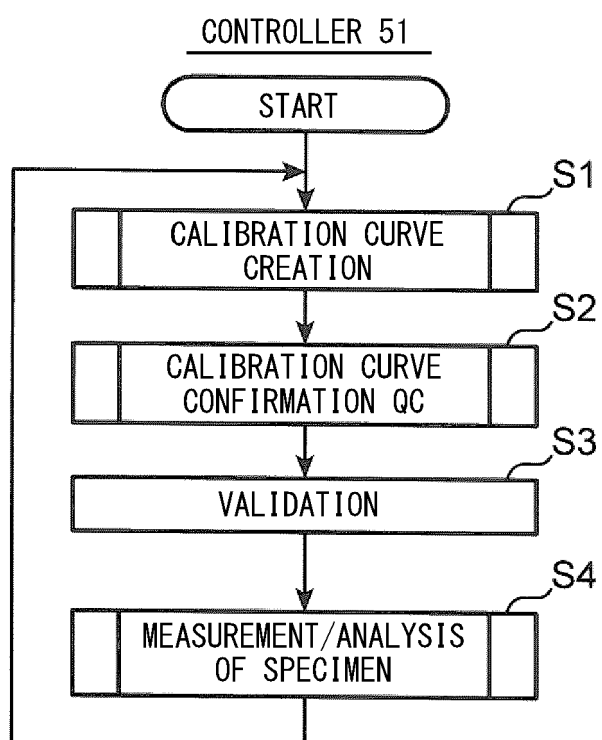 CONTROLLER 51
START
S1
CALIBRATION CURVE
CREATION
S2
CALIBRATION CURVE
CONFIRMATION QC
S3
VALIDATION
S4
MEASUREMENT/ANALYSIS
OF SPECIMEN